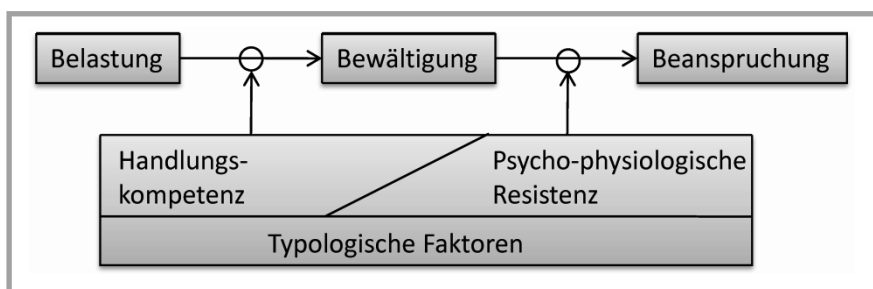 Belastung
Bewältigung
Beanspruchung
Handlungs-
kompetenz
Psycho-physiologische
Resistenz
Typologische Faktoren